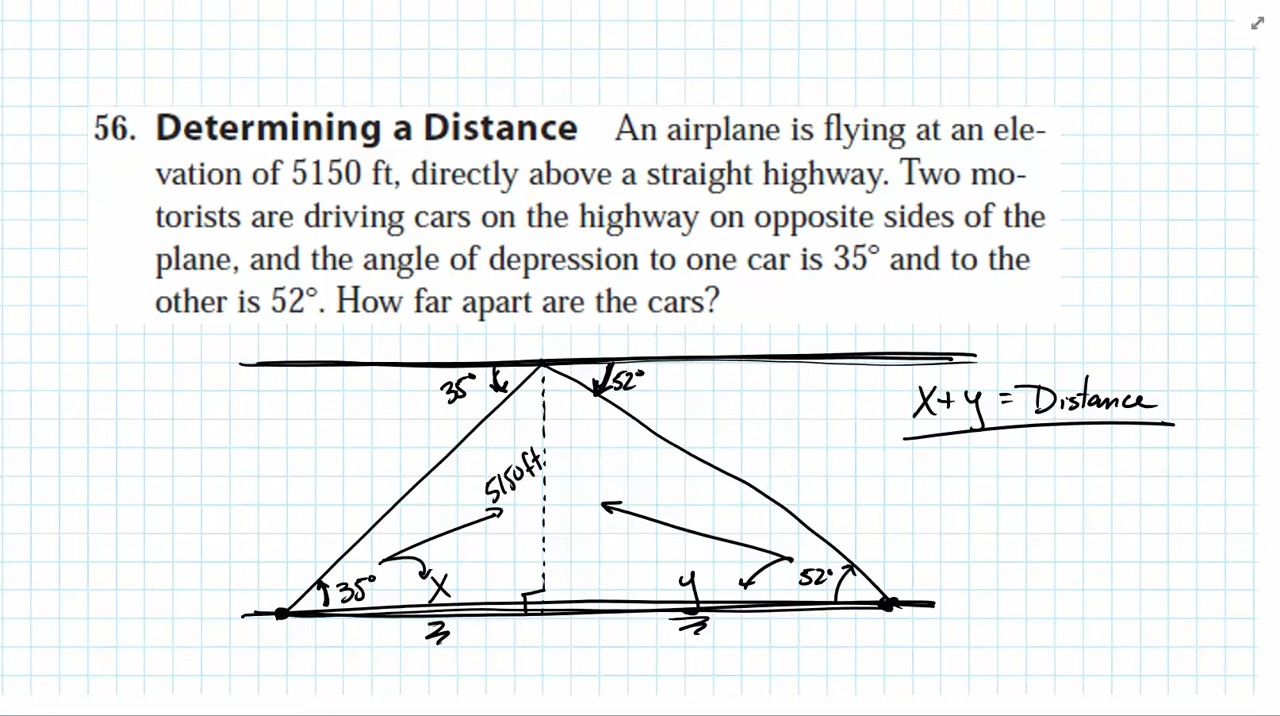 56. Determining a Distance An airplane is flying at an ele-
vation of 5150 ft, directly above a straight highway. Two mo-
torists are driving cars on the highway on opposite sides of the
plane, and the angle of depression to one car is 35° and to the
other is 52°. How far apart are the cars?
35° 52°
X+y = Distance
5150ft.
35° X y 52°